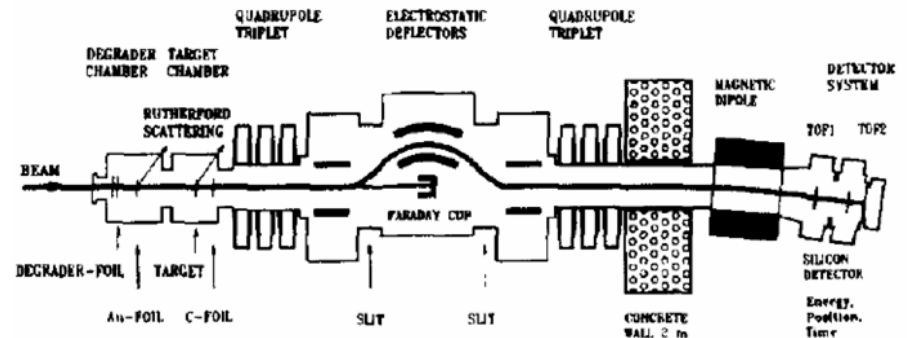 QUADRUPOLE
TRIPLET
ELECTROSTATIC
DEFLECTORS
QUADRUPOLE
TRIPLET
DEGRADER
CHAMBER
TARGET
CHAMBER
MAGNETIC
DIPOLE
DETECTOR
SYSTEM
RUTHERFORD
SCATTERING
TOF1
TOF2
BEAM
FARADAY CUP
DEGRADER-FOIL
TARGET
SILICON
DETECTOR
Au-FOIL
C-FOIL
SLIT
SLIT
CONCRETE
WALL 2 m
Energy,
Position,
Time